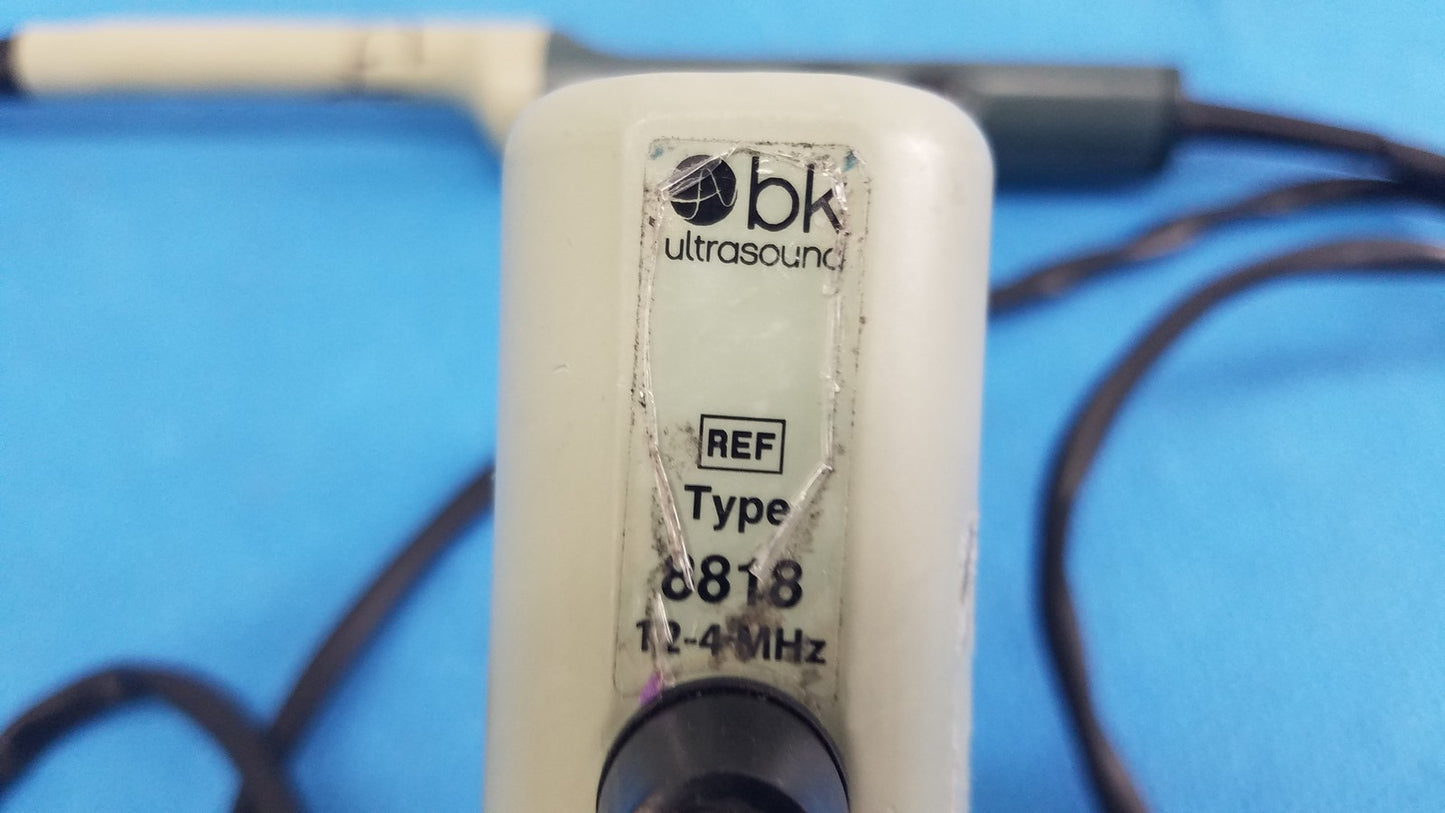 bk
ultrasound
REF
Type
8818
12-4 MHz